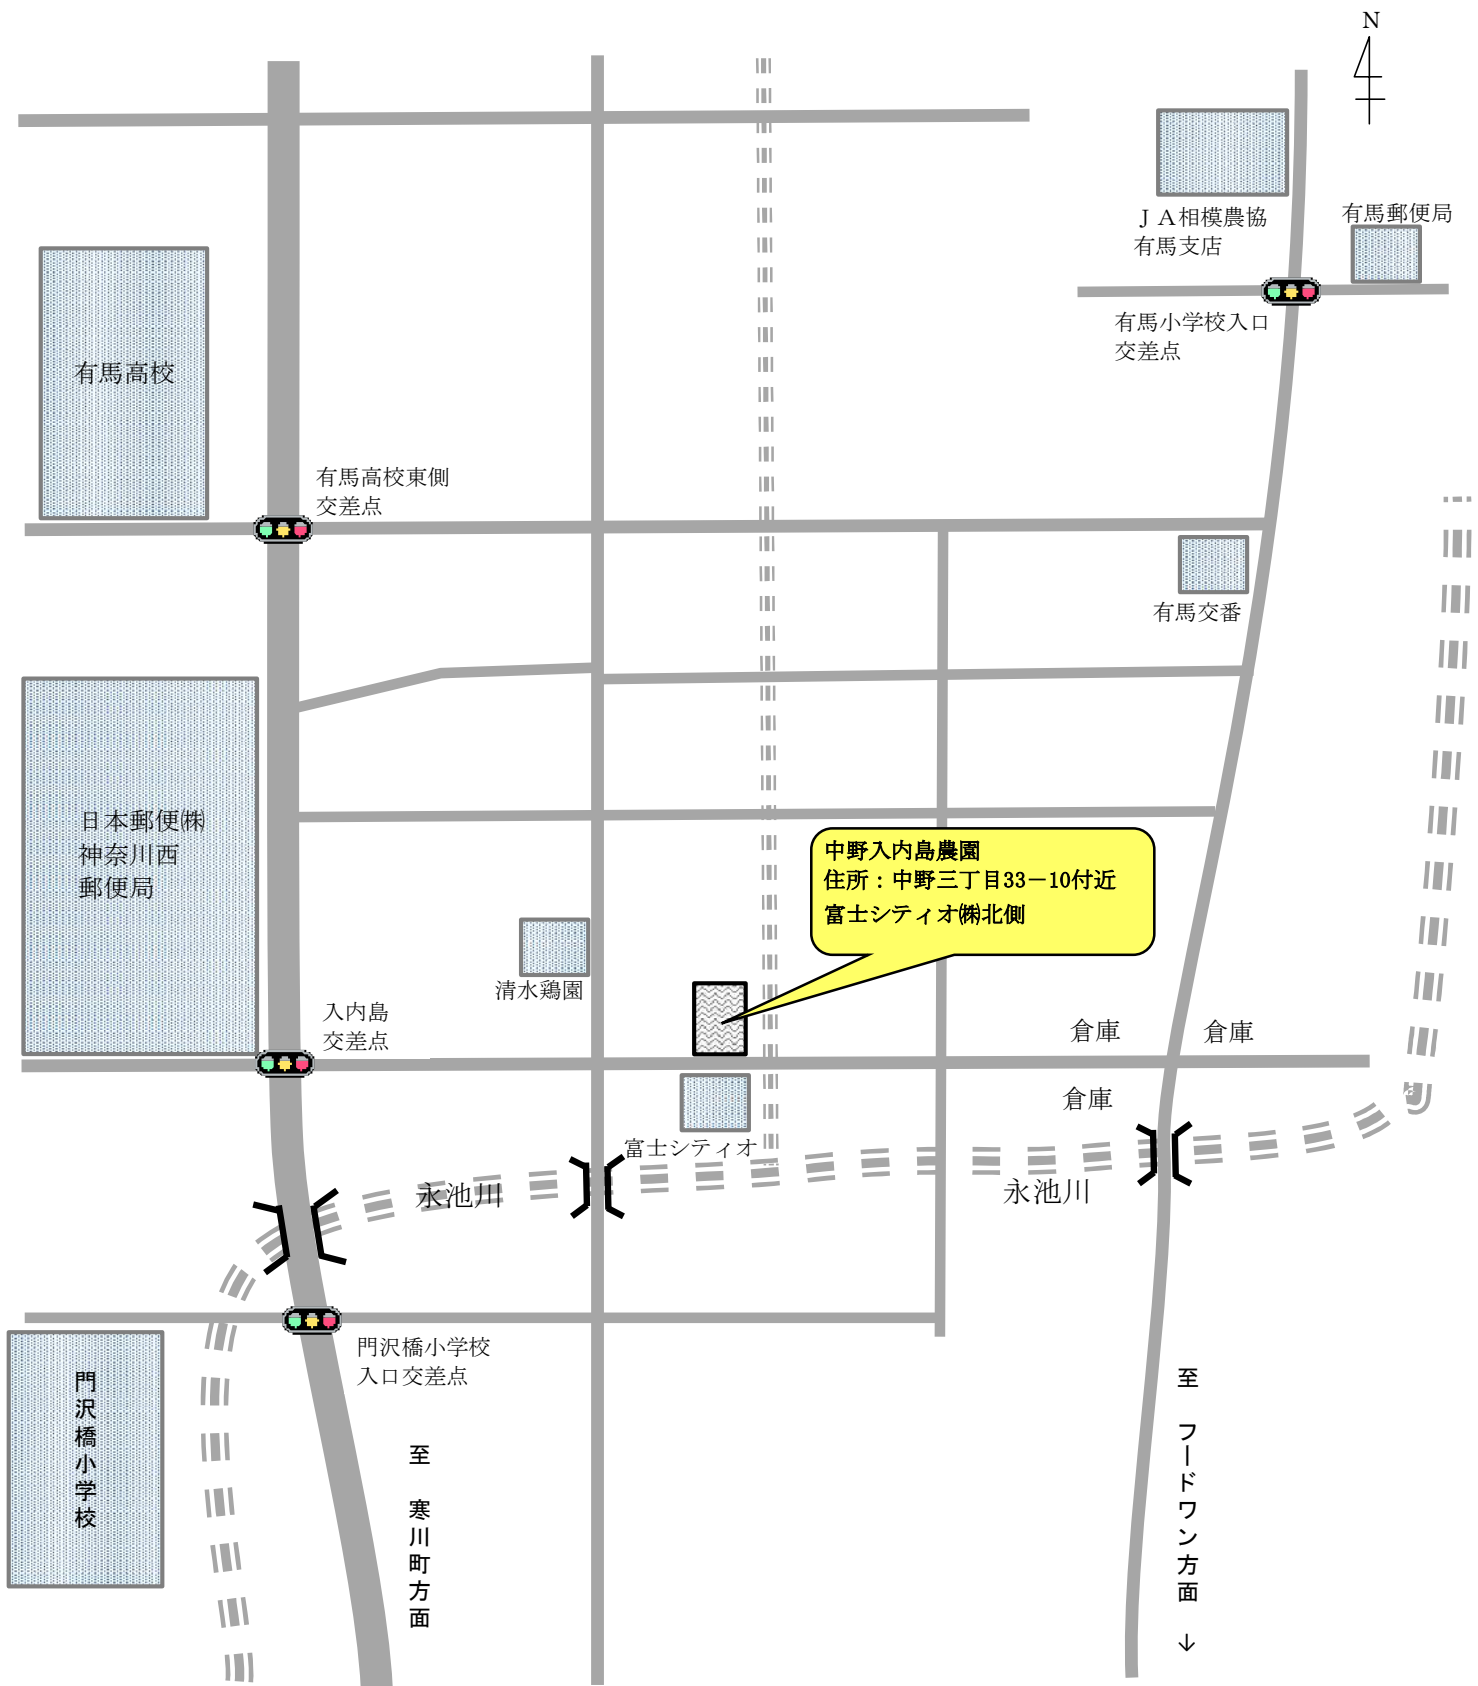 N
ＪＡ相模農協
有馬支店
有馬郵便局
有馬小学校入口
交差点
有馬高校
有馬高校東側
交差点
有馬交番
日本郵便㈱
神奈川西
郵便局
中野入内島農園
住所：中野三丁目33－10付近
富士シティオ㈱北側
清水鶏園
入内島
交差点
倉庫
倉庫
倉庫
富士シティオ
永池川
永池川
門沢橋小学校
入口交差点
門沢橋小学校
至　寒川町方面
至　フードワン方面　↓